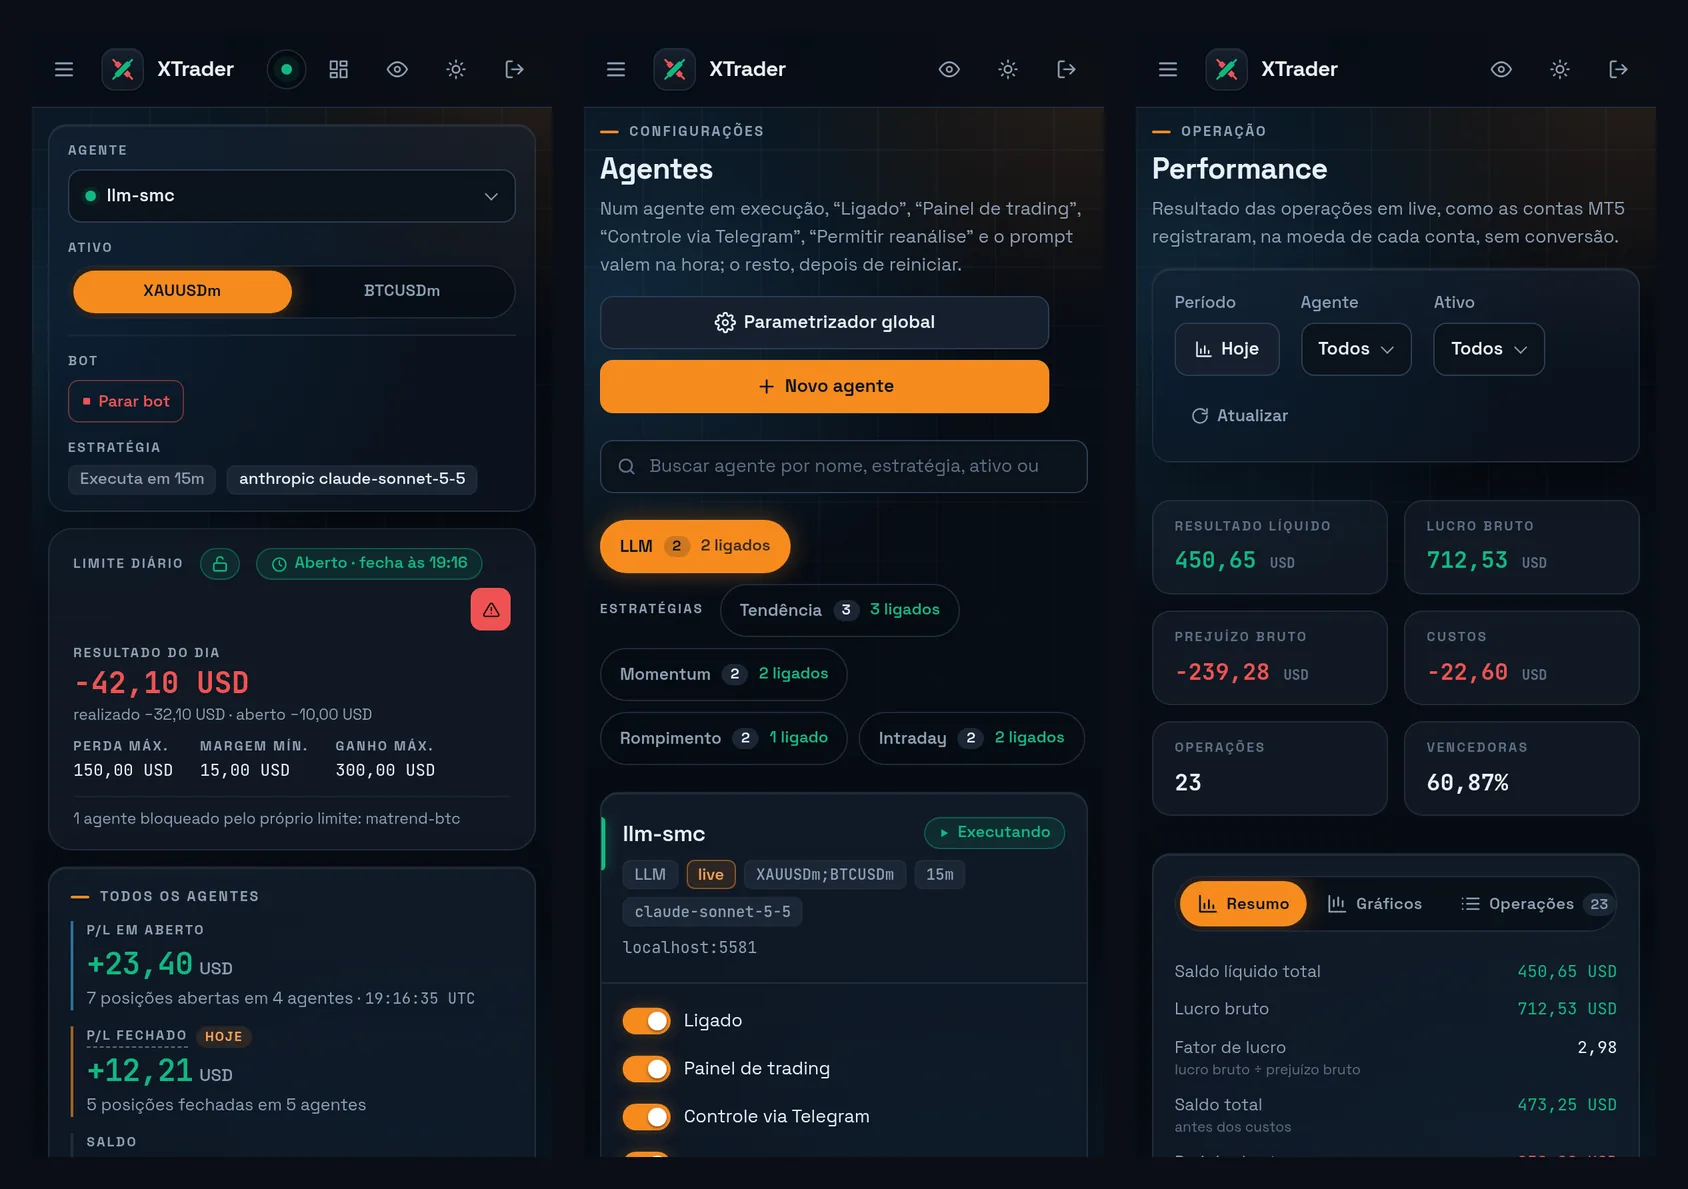 XTrader
AGENTE
llm-smc
ATIVO
XAUUSDm
BTCUSDm
BOT
Parar bot
ESTRATÉGIA
Executa em 15m
anthropic claude-sonnet-5-5
LIMITE DIÁRIO
Aberto · fecha às 19:16
RESULTADO DO DIA
-42,10 USD
realizado −32,10 USD · aberto −10,00 USD
PERDA MÁX.
MARGEM MÍN.
GANHO MÁX.
150,00 USD
15,00 USD
300,00 USD
1 agente bloqueado pelo próprio limite: matrend-btc
TODOS OS AGENTES
P/L EM ABERTO
+23,40 USD
7 posições abertas em 4 agentes · 19:16:35 UTC
P/L FECHADO HOJE
+12,21 USD
5 posições fechadas em 5 agentes
SALDO
XTrader
CONFIGURAÇÕES
Agentes
Num agente em execução, “Ligado”, “Painel de trading”,
“Controle via Telegram”, “Permitir reanálise” e o prompt
valem na hora; o resto, depois de reiniciar.
Parametrizador global
Novo agente
Buscar agente por nome, estratégia, ativo ou
LLM 2 2 ligados
ESTRATÉGIAS
Tendência 3 3 ligados
Momentum 2 2 ligados
Rompimento 2 1 ligado
Intraday 2 2 ligados
llm-smc
Executando
LLM
live
XAUUSDm;BTCUSDm
15m
claude-sonnet-5-5
localhost:5581
Ligado
Painel de trading
Controle via Telegram
XTrader
OPERAÇÃO
Performance
Resultado das operações em live, como as contas MT5
registraram, na moeda de cada conta, sem conversão.
Período
Agente
Ativo
Hoje
Todos
Todos
Atualizar
RESULTADO LÍQUIDO
450,65 USD
LUCRO BRUTO
712,53 USD
PREJUÍZO BRUTO
-239,28 USD
CUSTOS
-22,60 USD
OPERAÇÕES
23
VENCEDORAS
60,87%
Resumo
Gráficos
Operações 23
Saldo líquido total 450,65 USD
Lucro bruto 712,53 USD
Fator de lucro 2,98
lucro bruto ÷ prejuízo bruto
Saldo total 473,25 USD
antes dos custos